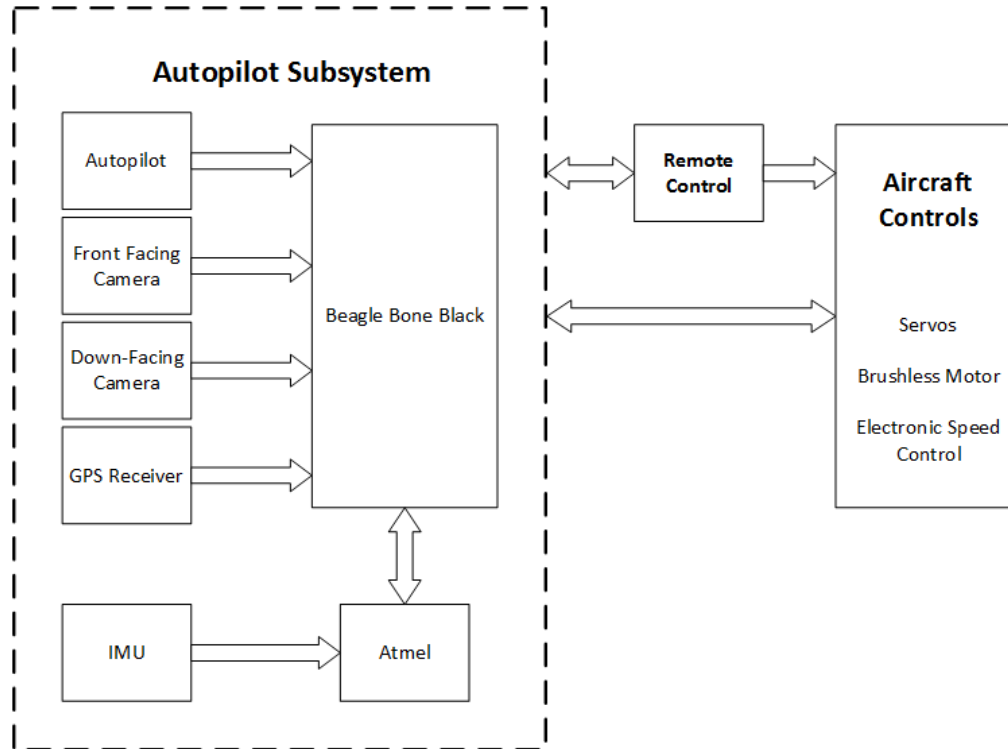 Autopilot Subsystem
Autopilot
Front Facing
Camera
Down-Facing
Camera
GPS Receiver
Beagle Bone Black
IMU
Atmel
Remote
Control
Aircraft
Controls
Servos
Brushless Motor
Electronic Speed
Control